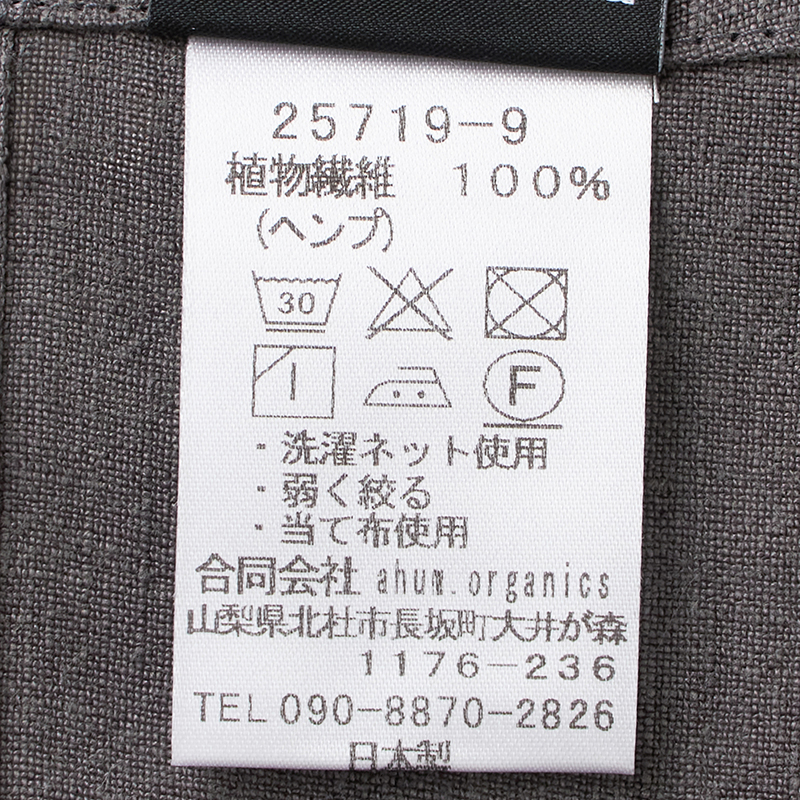 25719-9
植物繊維 100%
(ヘンプ)
30
F
・洗濯ネット使用
・弱く絞る
・当て布使用
合同会社 ahum.organics
山梨県北杜市長坂町大井が森
1176-236
TEL 090-8870-2826
日本製